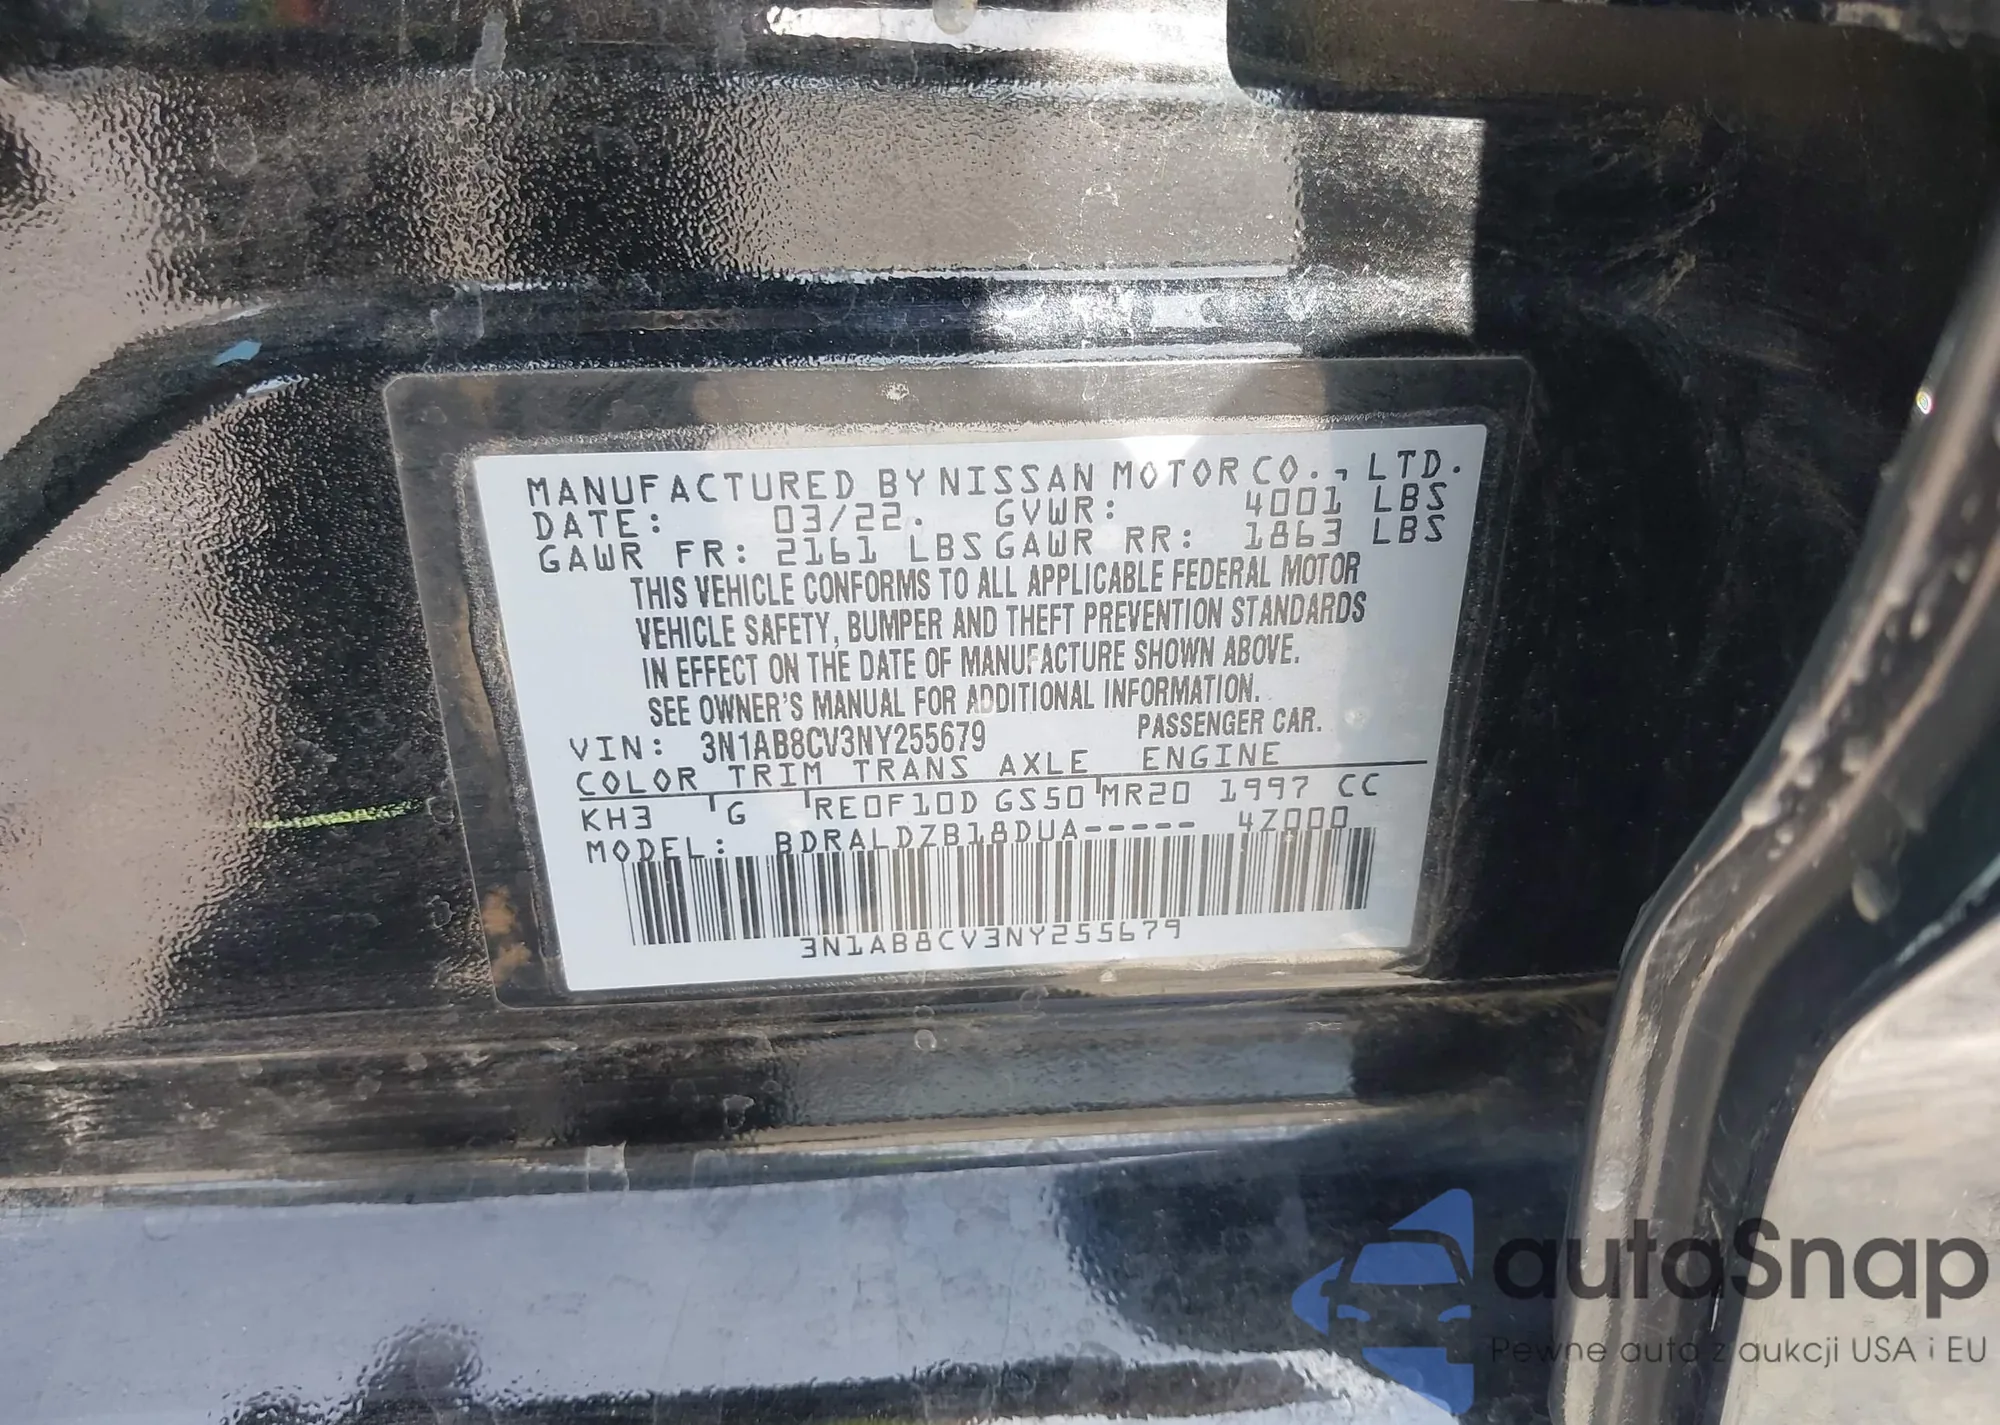 MANUFACTURED BY NISSAN MOTOR CO., LTD.
DATE: 03/22. GVWR: 4001 LBS
GAWR FR: 2161 LBS GAWR RR: 1863 LBS
THIS VEHICLE CONFORMS TO ALL APPLICABLE FEDERAL MOTOR
VEHICLE SAFETY, BUMPER AND THEFT PREVENTION STANDARDS
IN EFFECT ON THE DATE OF MANUFACTURE SHOWN ABOVE.
SEE OWNER'S MANUAL FOR ADDITIONAL INFORMATION.
VIN: 3N1AB8CV3NY255679 PASSENGER CAR.
COLOR TRIM TRANS AXLE ENGINE
KH3 G RE0F10D GS50 MR20 1997 CC
MODEL: BDRALDZB18DUA----- 4Z000
3N1AB8CV3NY255679
autoSnap
Pewne auto z aukcji USA i EU